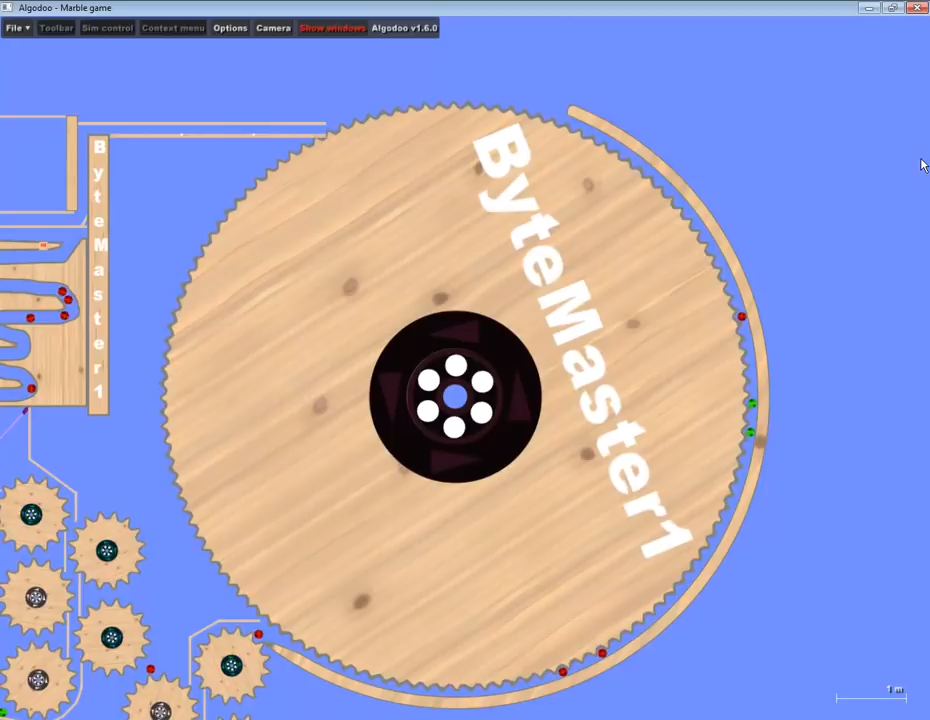 Algodoo - Marble game
File ▾ Toolbar Sim control Context menu Options Camera Show windows Algodoo v1.6.0
ByteMaster1
ByteMaster1
1 m